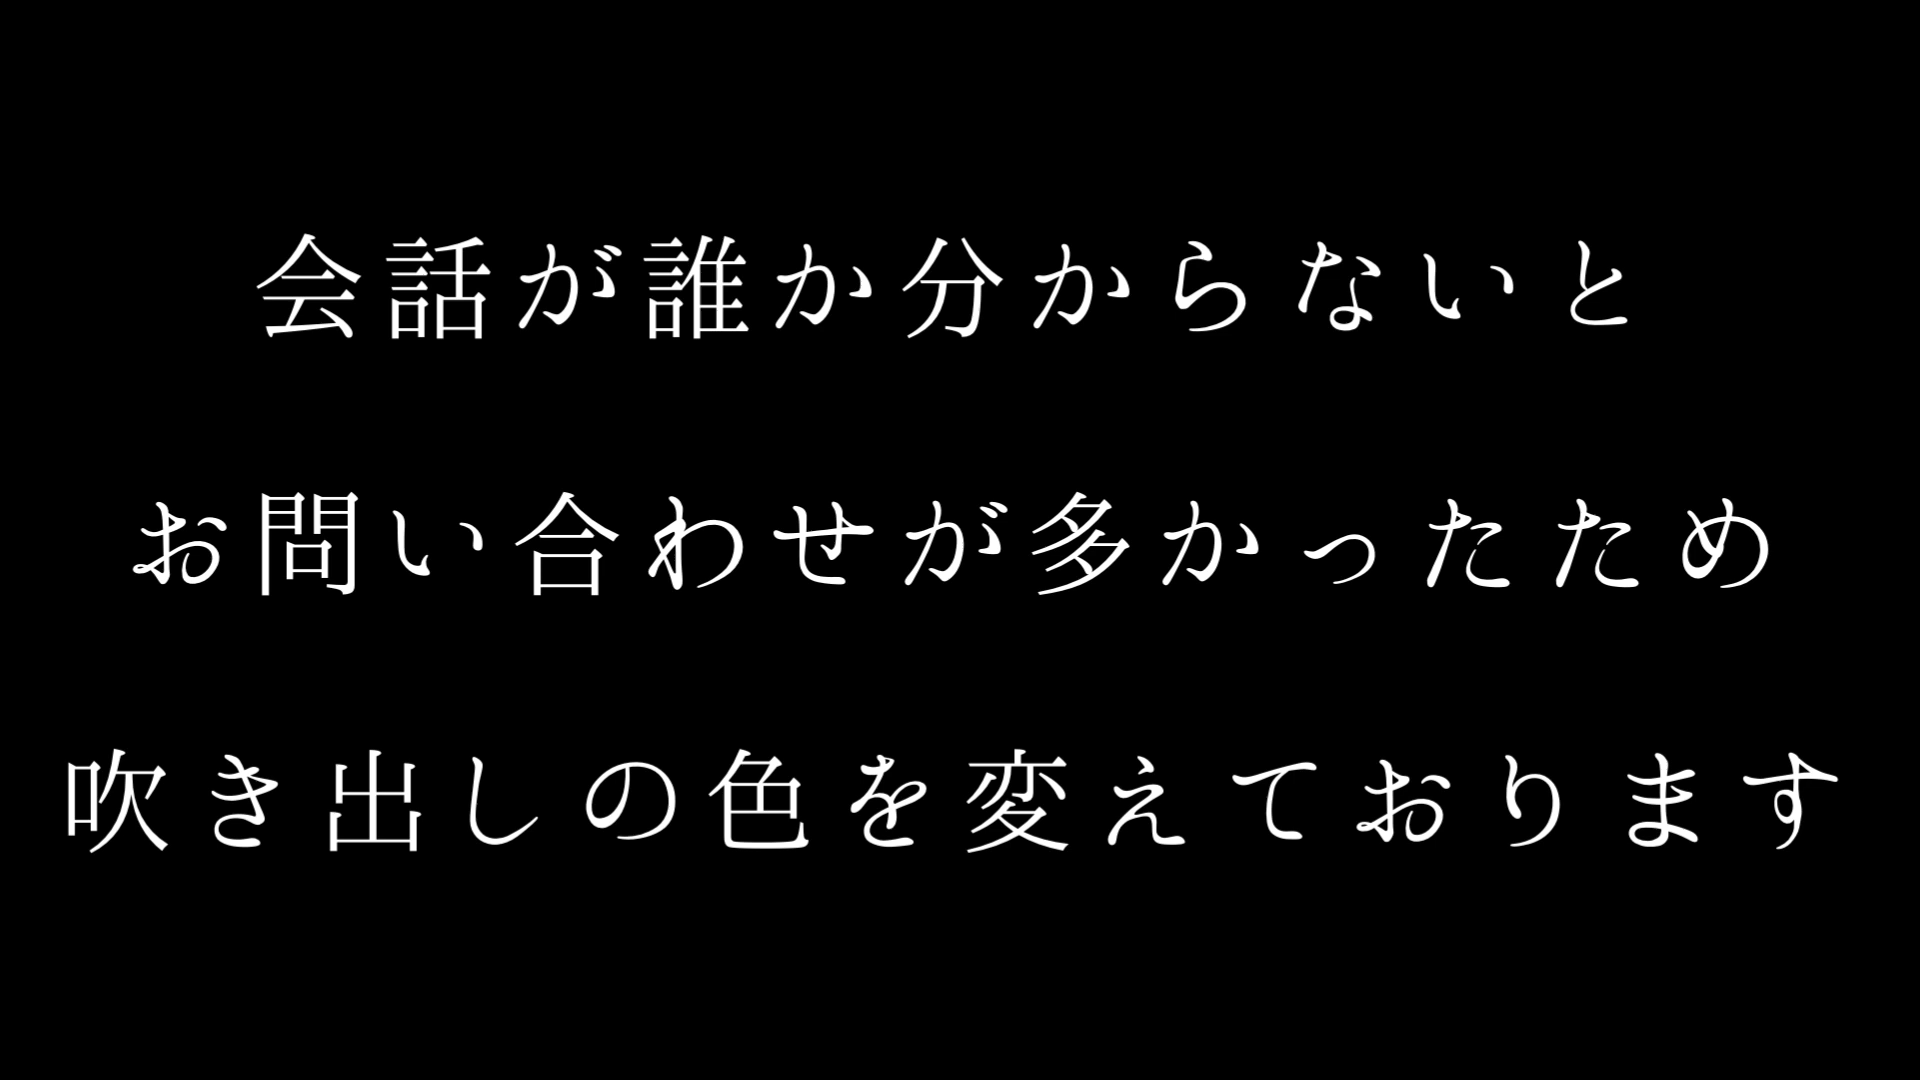 会話が誰か分からないと
お問い合わせが多かったため
吹き出しの色を変えております